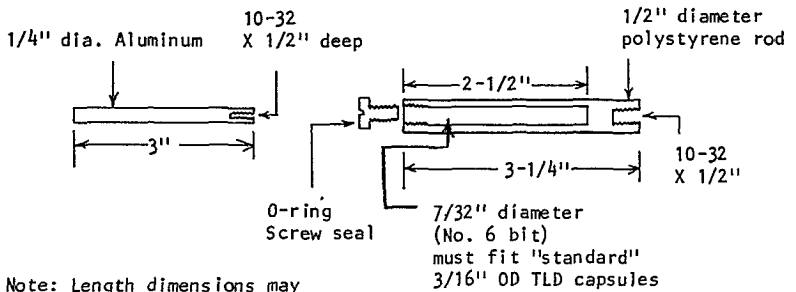 1/4" dia. Aluminum
10-32
X 1/2" deep
3"
1/2" diameter
polystyrene rod
2-1/2"
3-1/4"
10-32
X 1/2"
O-ring
Screw seal
7/32" diameter
(No. 6 bit)
must fit "standard"
3/16" OD TLD capsules
Note: Length dimensions may